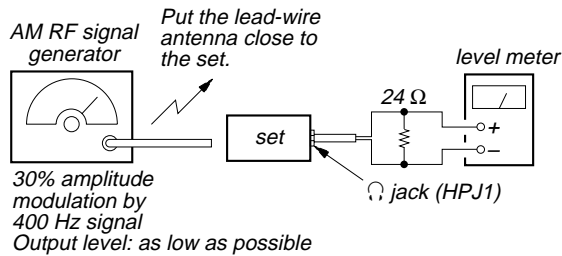 AM RF signal
generator
Put the lead-wire
antenna close to
the set.
level meter
24 Ω
set
+
–
jack (HPJ1)
30% amplitude
modulation by
400 Hz signal
Output level: as low as possible